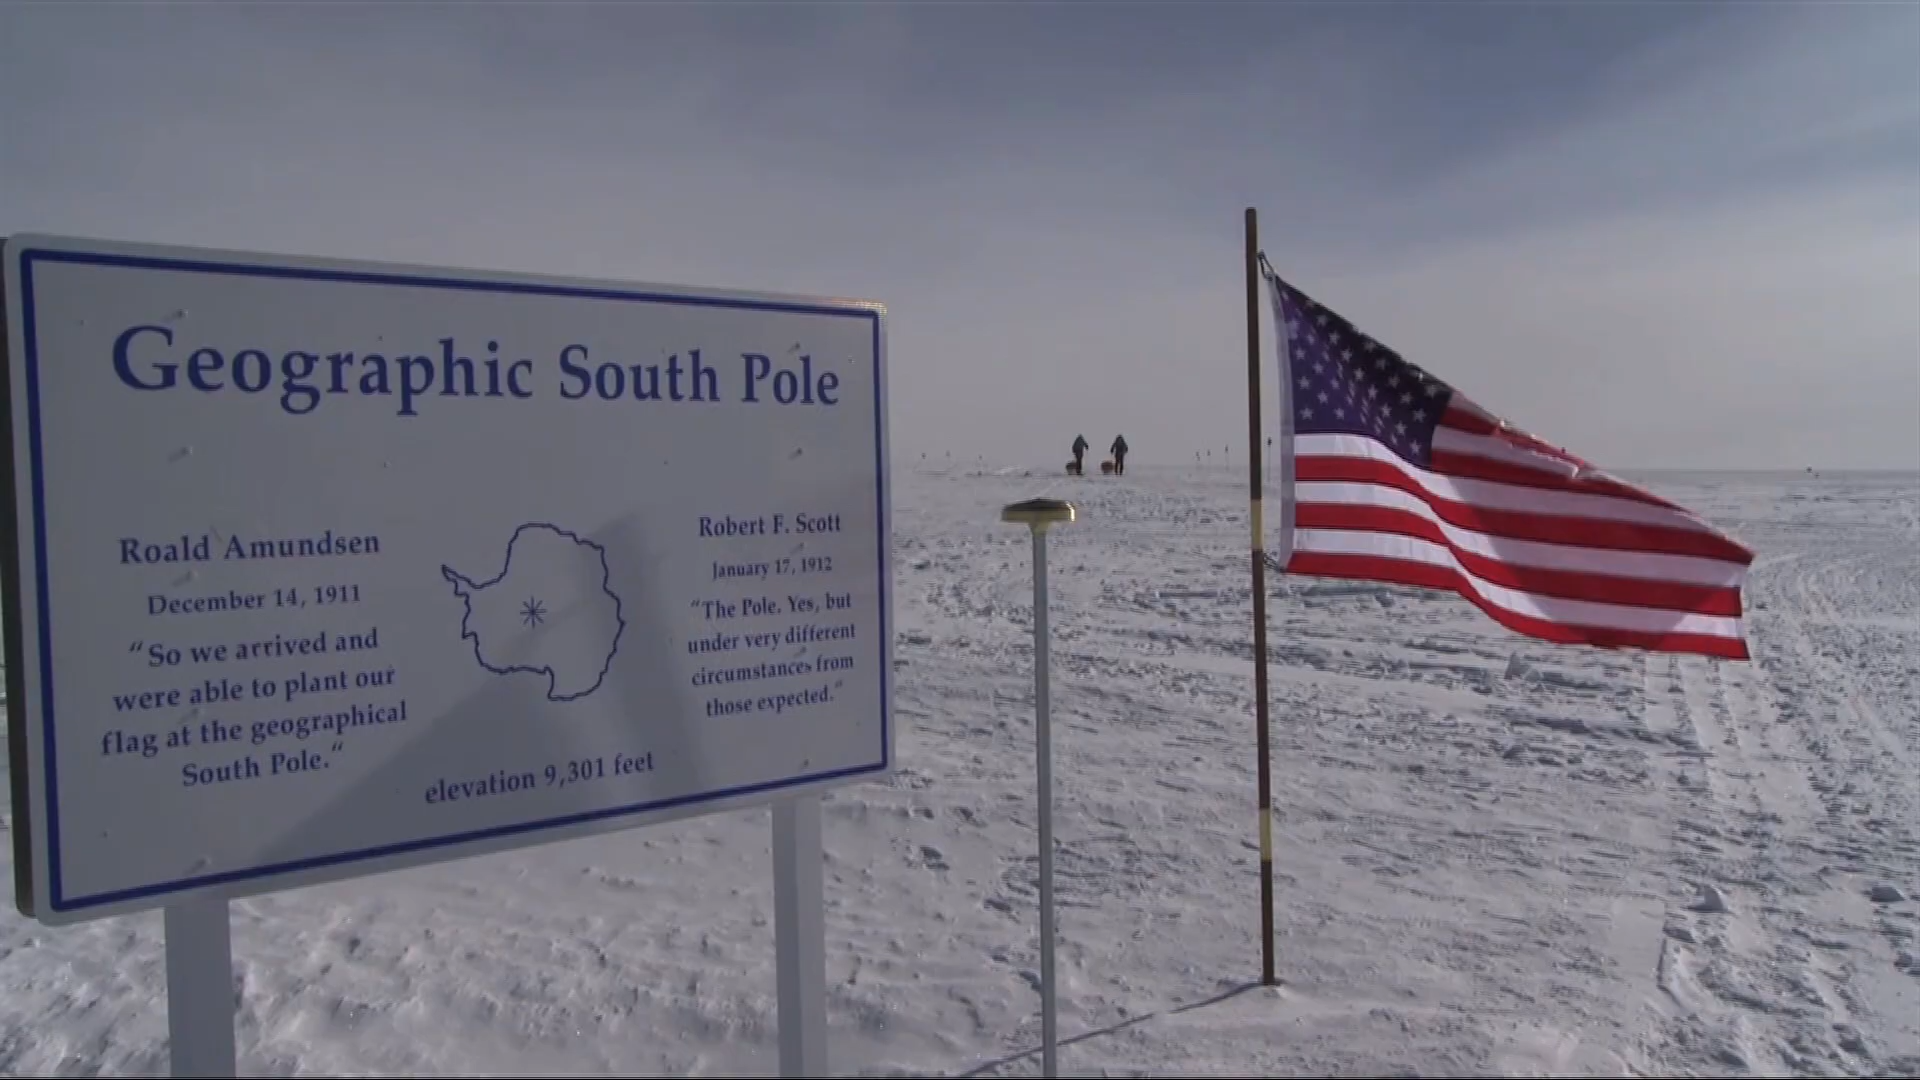 Geographic South Pole
Roald Amundsen
December 14, 1911
“So we arrived and
were able to plant our
flag at the geographical
South Pole.“
Robert F. Scott
January 17, 1912
“The Pole. Yes, but
under very different
circumstances from
those expected.“
elevation 9,301 feet